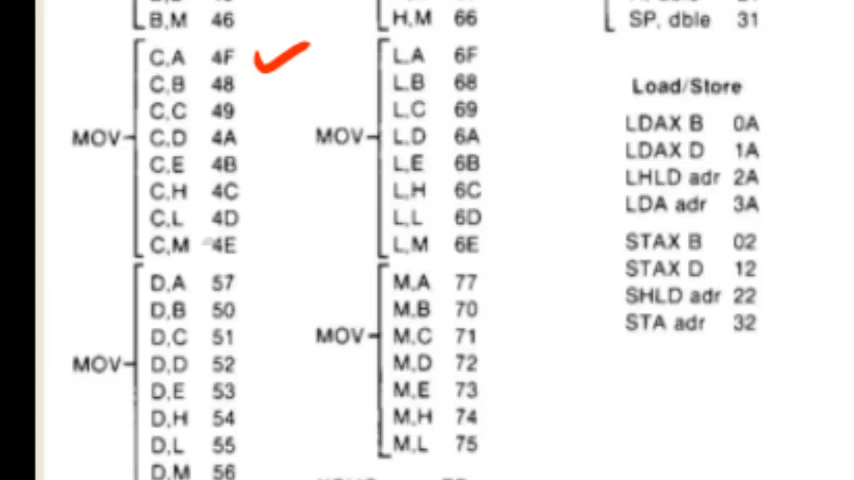 B,M 46
MOV
C,A 4F
C,B 48
C,C 49
C,D 4A
C,E 4B
C,H 4C
C,L 4D
C,M 4E
MOV
D,A 57
D,B 50
D,C 51
D,D 52
D,E 53
D,H 54
D,L 55
D,M 56
H,M 66
MOV
L,A 6F
L,B 68
L,C 69
L,D 6A
L,E 6B
L,H 6C
L,L 6D
L,M 6E
MOV
M,A 77
M,B 70
M,C 71
M,D 72
M,E 73
M,H 74
M,L 75
SP, dble 31
Load/Store
LDAX B 0A
LDAX D 1A
LHLD adr 2A
LDA adr 3A
STAX B 02
STAX D 12
SHLD adr 22
STA adr 32